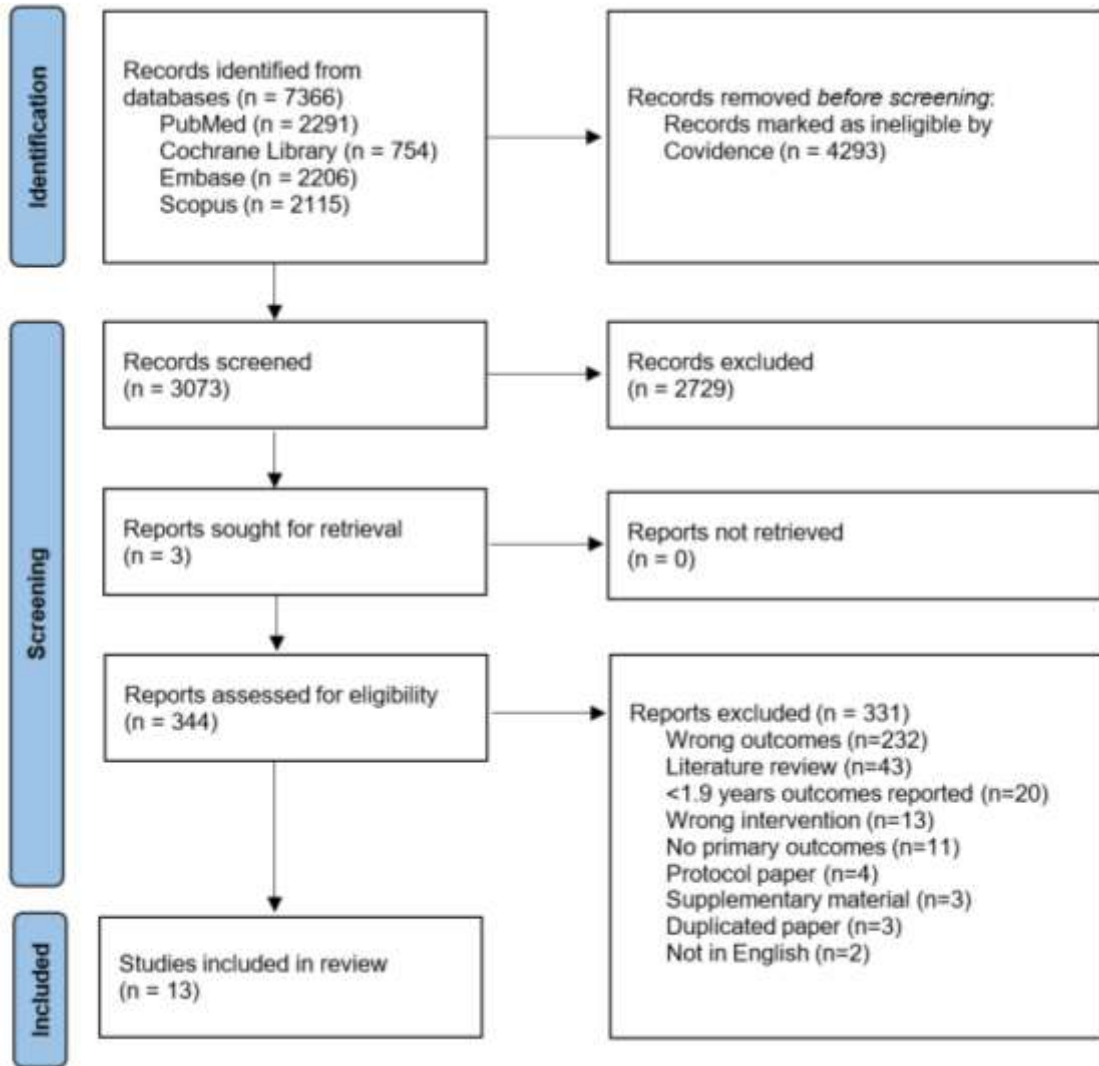 Identification
Records identified from
databases (n = 7366)
PubMed (n = 2291)
Cochrane Library (n = 754)
Embase (n = 2206)
Scopus (n = 2115)
Records removed before screening:
Records marked as ineligible by
Covidence (n = 4293)
Screening
Records screened
(n = 3073)
Records excluded
(n = 2729)
Reports sought for retrieval
(n = 3)
Reports not retrieved
(n = 0)
Reports assessed for eligibility
(n = 344)
Reports excluded (n = 331)
Wrong outcomes (n=232)
Literature review (n=43)
<1.9 years outcomes reported (n=20)
Wrong intervention (n=13)
No primary outcomes (n=11)
Protocol paper (n=4)
Supplementary material (n=3)
Duplicated paper (n=3)
Not in English (n=2)
Included
Studies included in review
(n = 13)